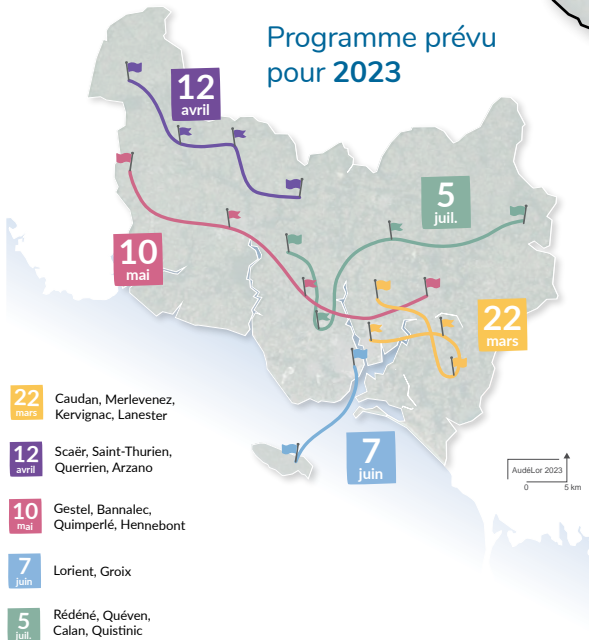 Programme prévu
pour 2023
12
avril
5
juil.
10
mai
22
mars
7
juin
22
mars
Caudan, Merlevenez,
Kervignac, Lanester
12
avril
Scaër, Saint-Thurien,
Querrien, Arzano
10
mai
Gestel, Bannalec,
Quimperlé, Hennebont
7
juin
Lorient, Groix
5
juil.
Rédéné, Quéven,
Calan, Quistinic
AudéLor 2023
0 5 km